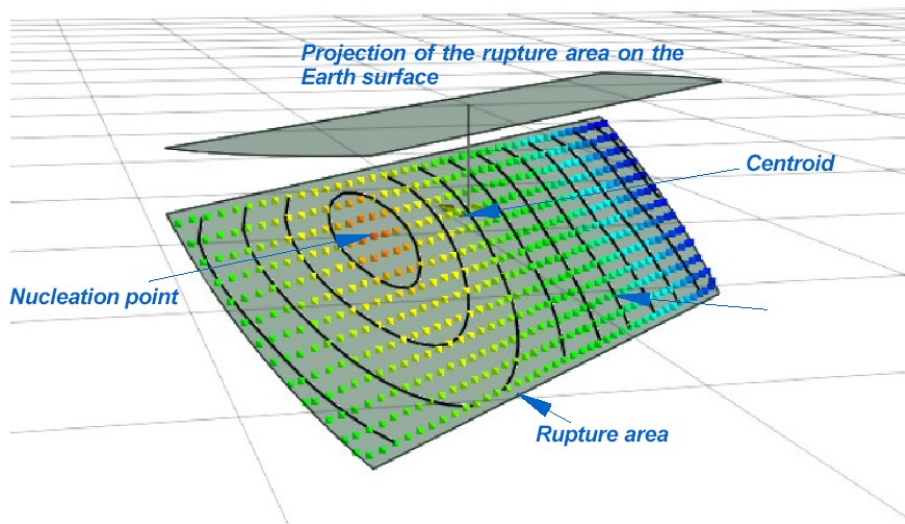 Projection of the rupture area on the
Earth surface
Centroid
Nucleation point
Rupture area